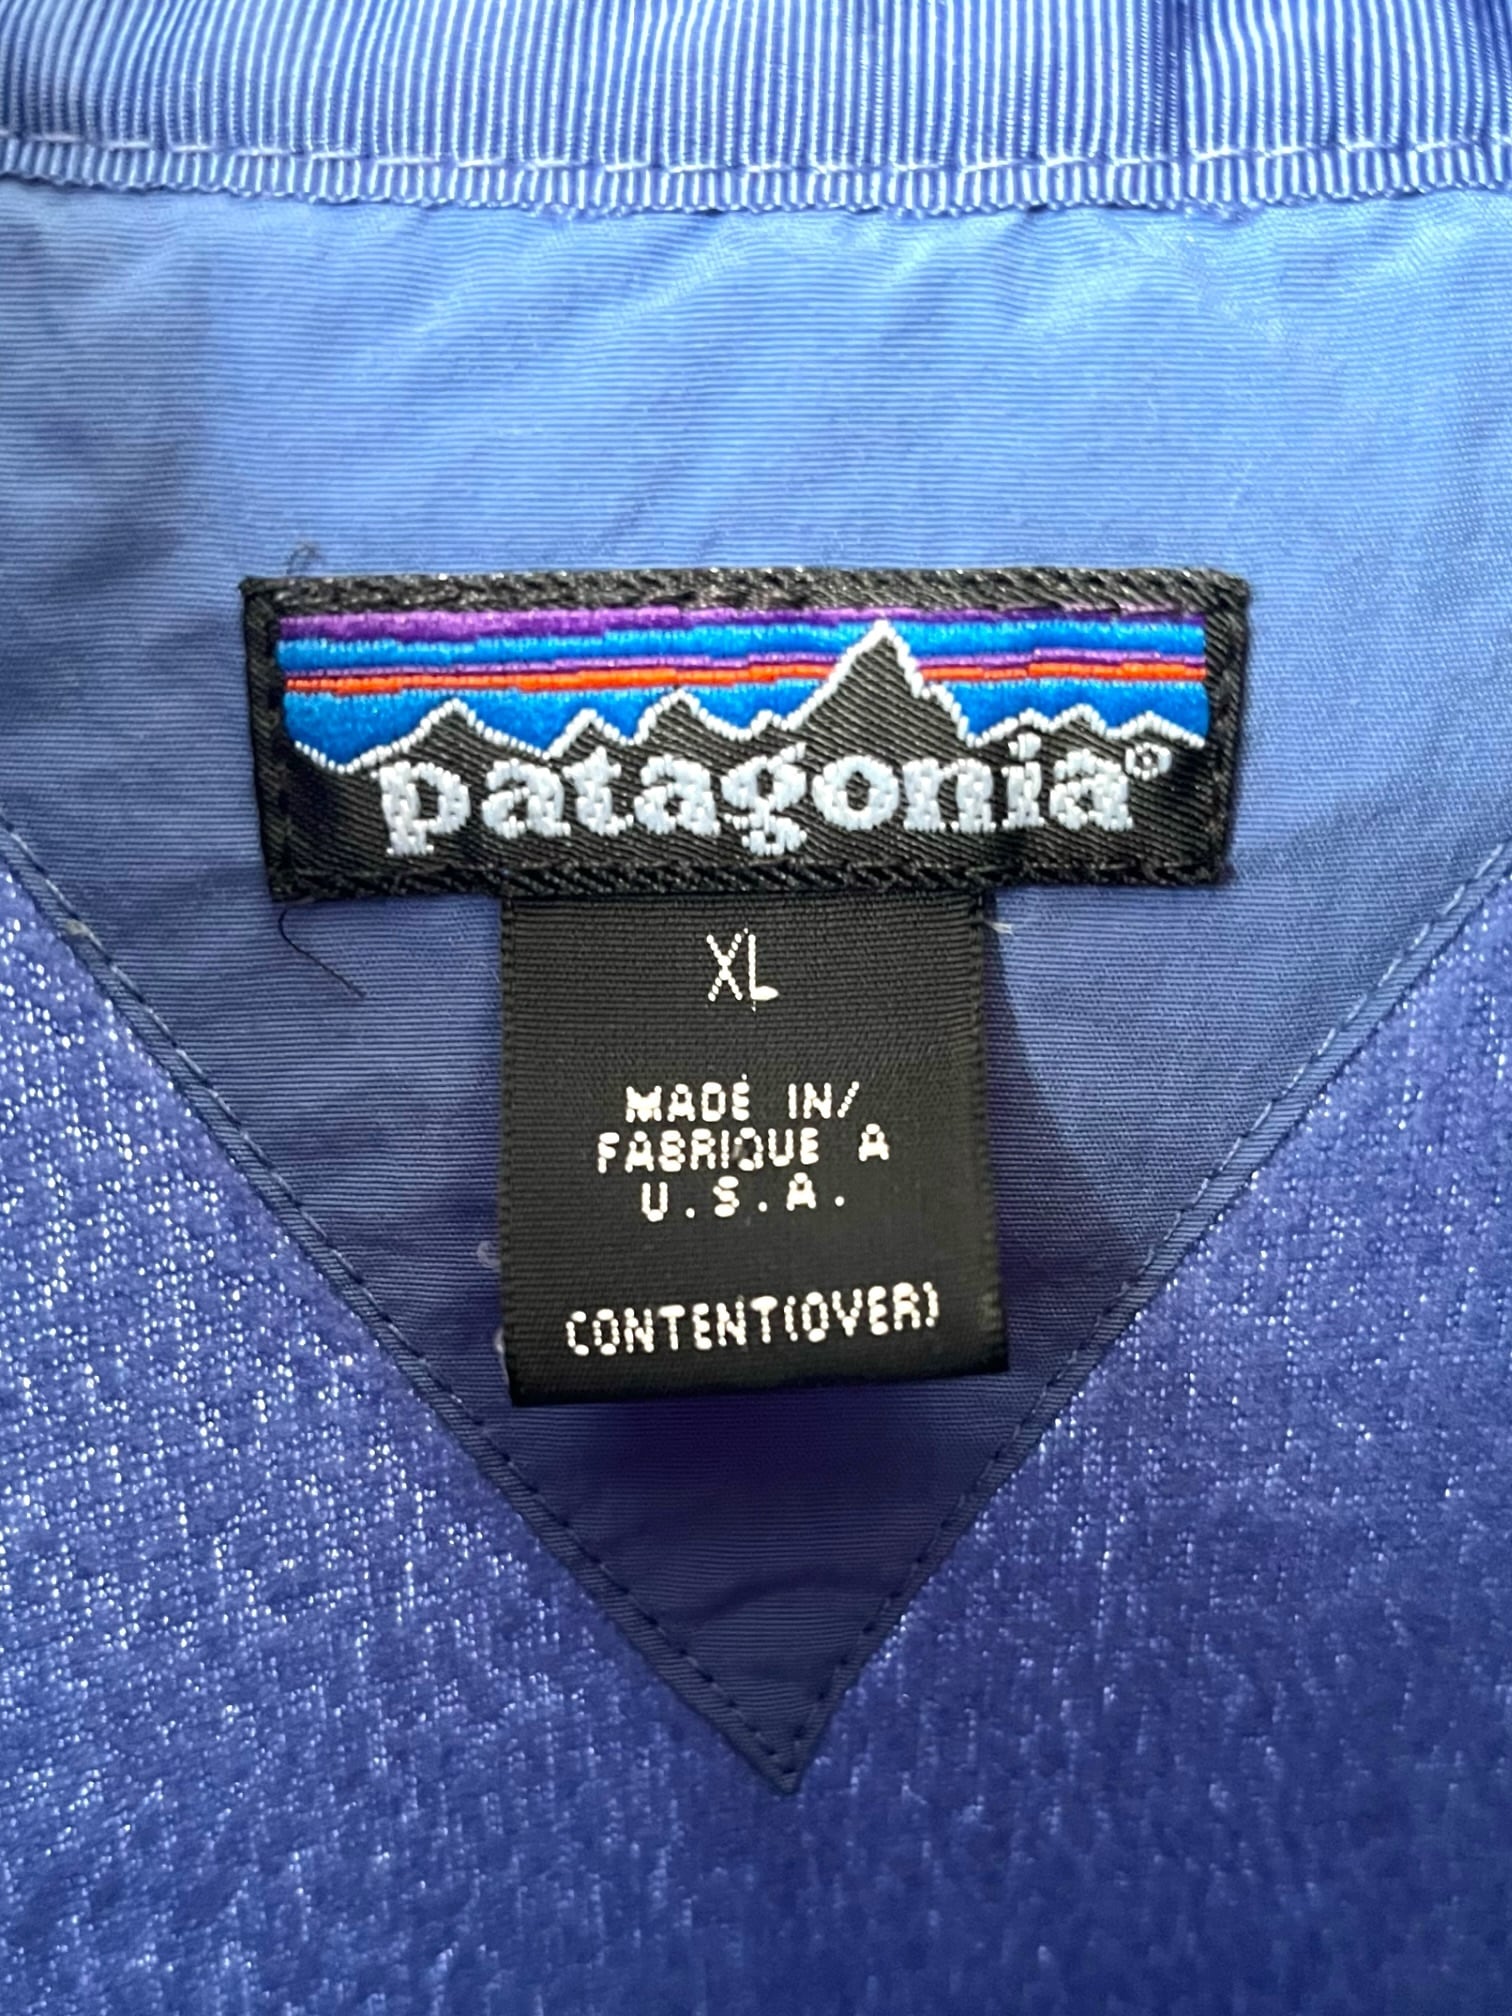 patagonia®
XL
MADE IN/
FABRIQUE A
U.S.A.
CONTENT(OVER)